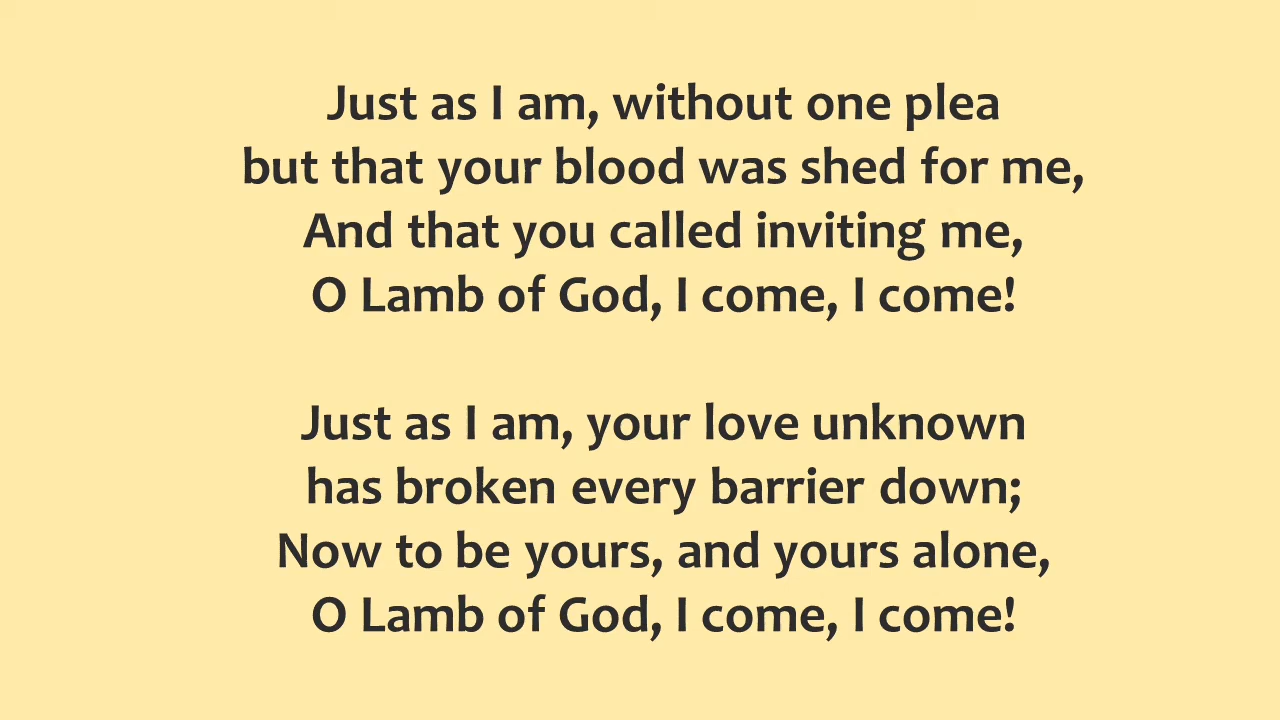 Just as I am, without one plea
but that your blood was shed for me,
And that you called inviting me,
O Lamb of God, I come, I come!
Just as I am, your love unknown
has broken every barrier down;
Now to be yours, and yours alone,
O Lamb of God, I come, I come!